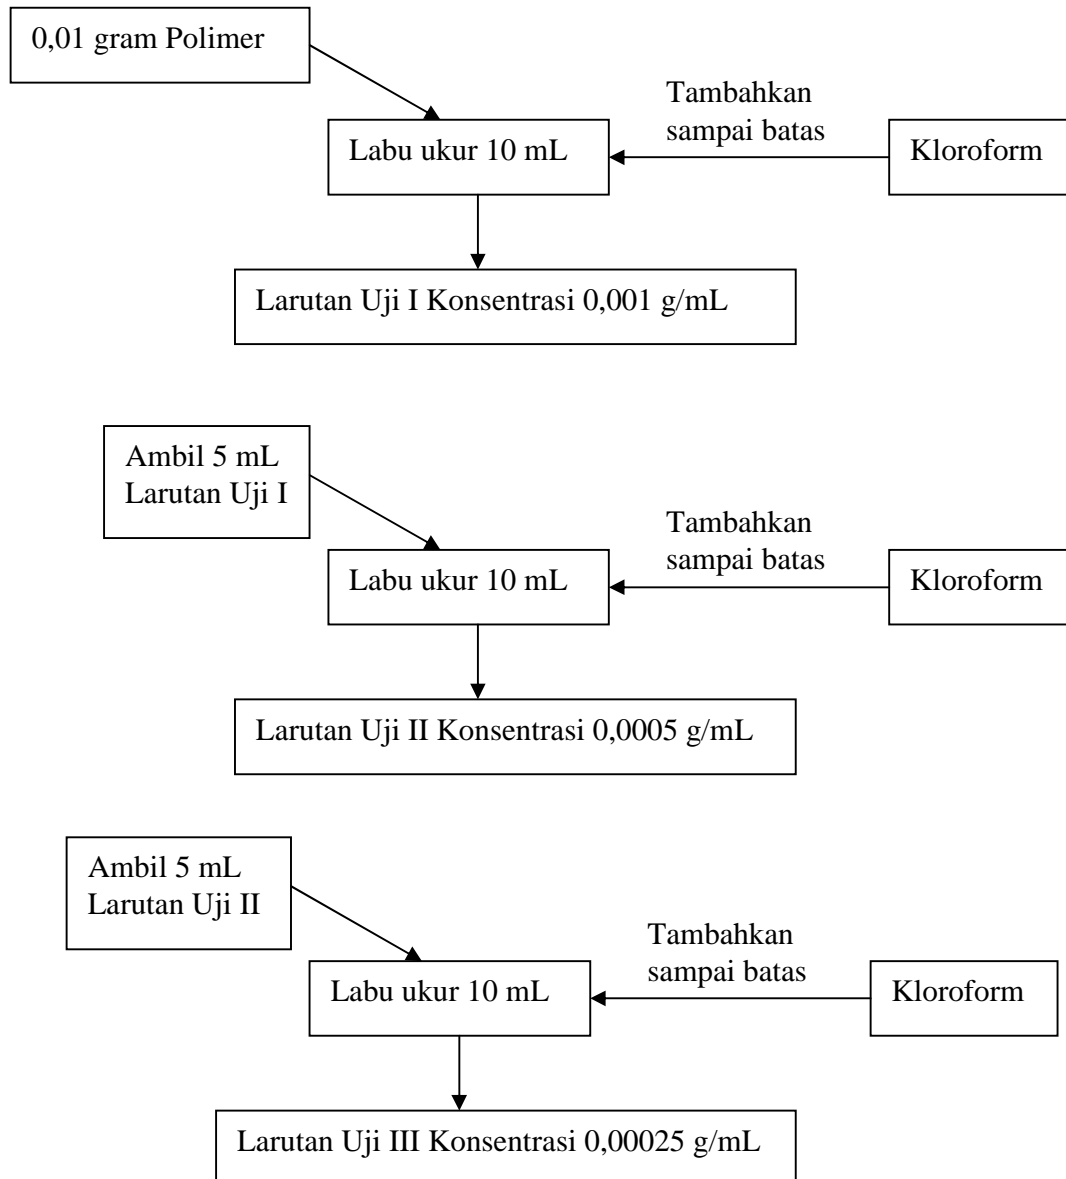 0,01 gram Polimer
Tambahkan
sampai batas
Labu ukur 10 mL
Kloroform
Larutan Uji I Konsentrasi 0,001 g/mL
Ambil 5 mL
Larutan Uji I
Tambahkan
sampai batas
Labu ukur 10 mL
Kloroform
Larutan Uji II Konsentrasi 0,0005 g/mL
Ambil 5 mL
Larutan Uji II
Tambahkan
sampai batas
Labu ukur 10 mL
Kloroform
Larutan Uji III Konsentrasi 0,00025 g/mL